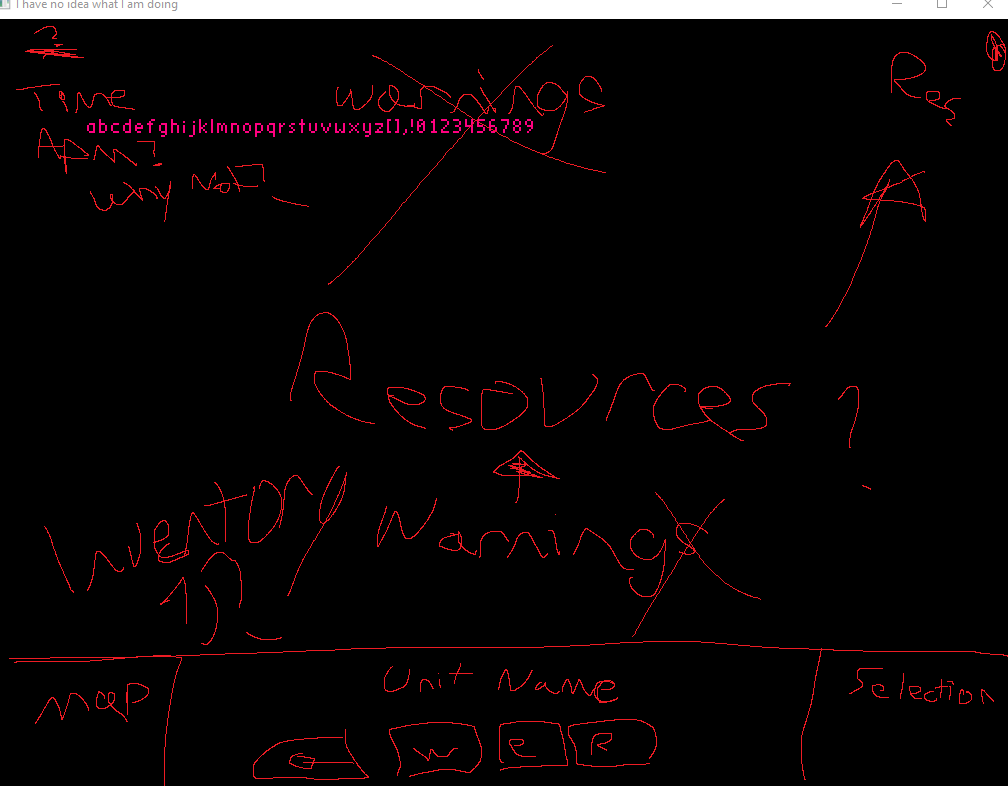 I have no idea what I am doing
?
Time
Warnings
Res
abcdefghijklmnopqrstuvwxyz[],!0123456789
APM?
Why Not?
Resources ?
Inventory
Warnings
Map
Unit Name
Selection
W E R